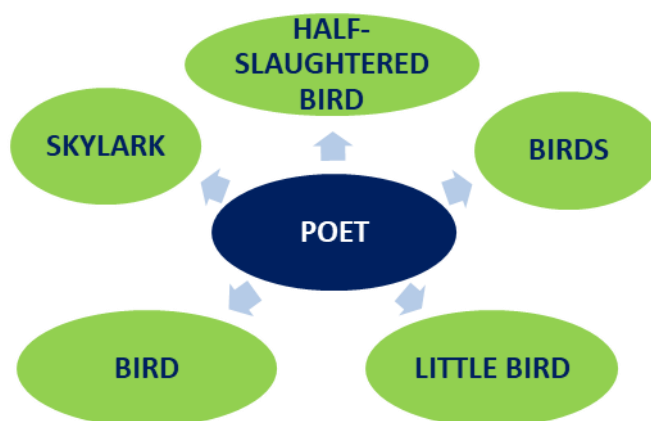 HALF-
SLAUGHTERED
BIRD
SKYLARK
BIRDS
POET
BIRD
LITTLE BIRD